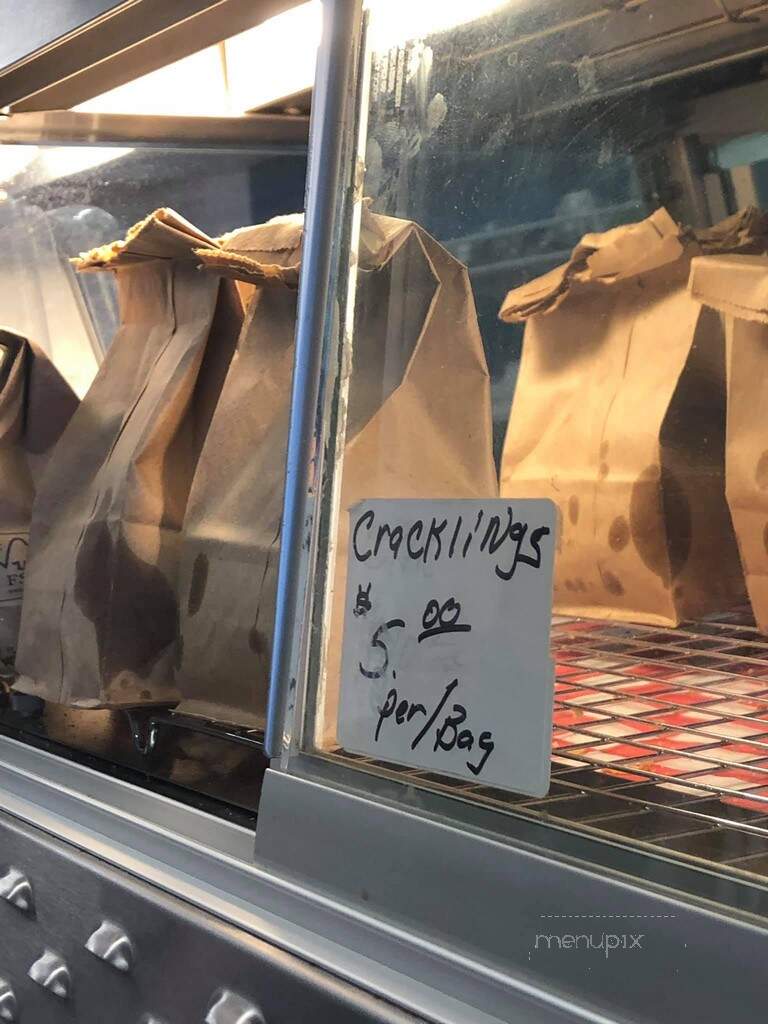 Cracklings
$ 5.00
per/Bag
menupix